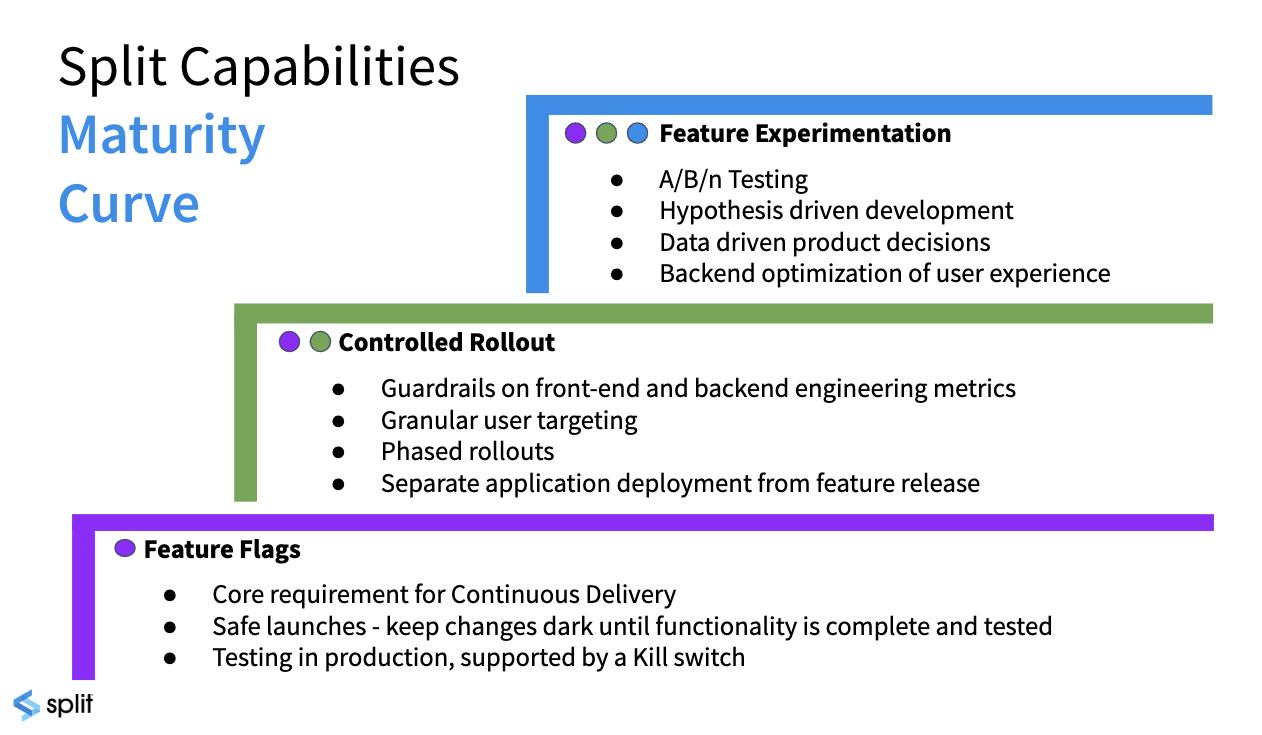 Split Capabilities
Maturity
Curve
Feature Experimentation
● A/B/n Testing
● Hypothesis driven development
● Data driven product decisions
● Backend optimization of user experience
Controlled Rollout
● Guardrails on front-end and backend engineering metrics
● Granular user targeting
● Phased rollouts
● Separate application deployment from feature release
Feature Flags
● Core requirement for Continuous Delivery
● Safe launches - keep changes dark until functionality is complete and tested
● Testing in production, supported by a Kill switch
split